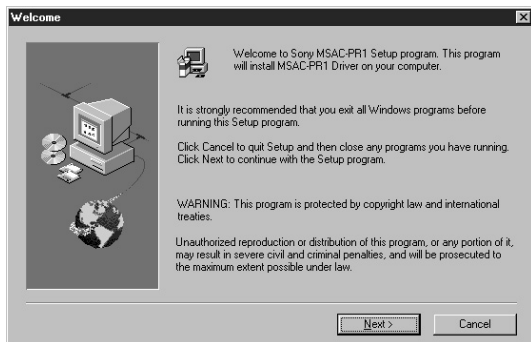 Welcome
Welcome to Sony MSAC-PR1 Setup program. This program
will install MSAC-PR1 Driver on your computer.
It is strongly recommended that you exit all Windows programs before
running this Setup program.
Click Cancel to quit Setup and then close any programs you have running.
Click Next to continue with the Setup program.
WARNING: This program is protected by copyright law and international
treaties.
Unauthorized reproduction or distribution of this program, or any portion of it,
may result in severe civil and criminal penalties, and will be prosecuted to
the maximum extent possible under law.
Next > Cancel